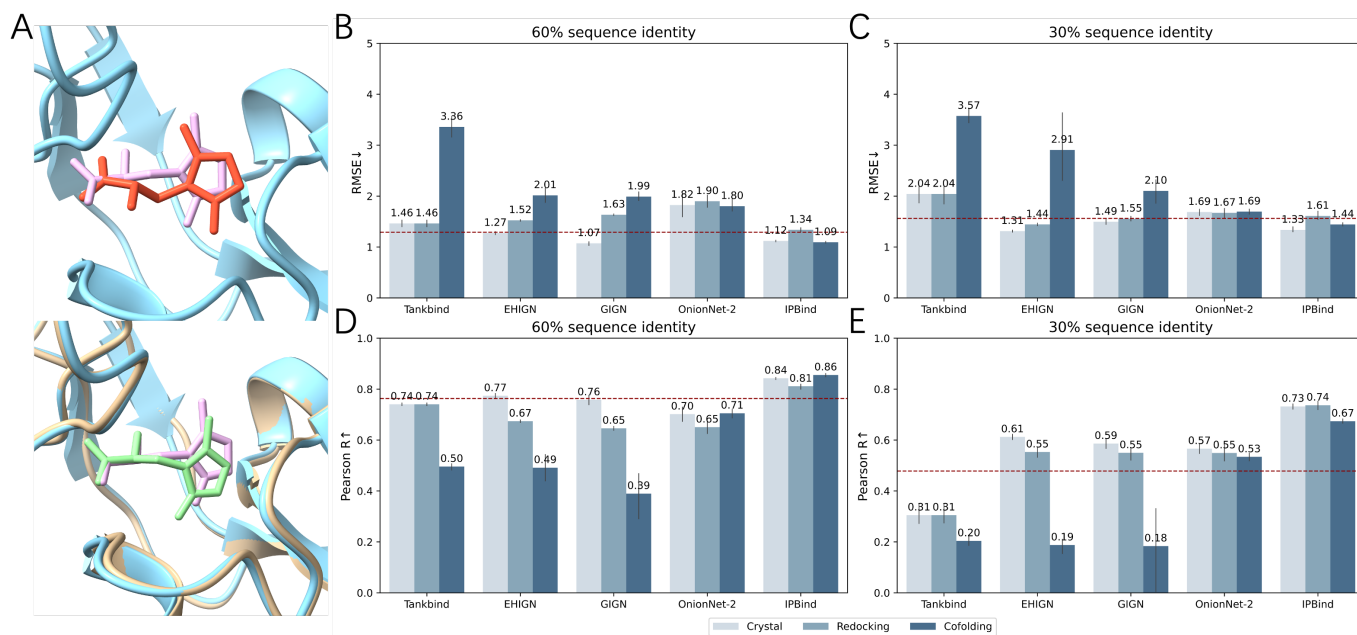 A
B
60% sequence identity
RMSE↓
5
4
3
2
1
0
1.46 1.46 3.36
1.27 1.52 2.01
1.07 1.63 1.99
1.82 1.90 1.80
1.12 1.34 1.09
Tankbind EHIGN GIGN OnionNet-2 IPBind
C
30% sequence identity
RMSE↓
5
4
3
2
1
0
2.04 2.04 3.57
1.31 1.44 2.91
1.49 1.55 2.10
1.69 1.67 1.69
1.33 1.61 1.44
Tankbind EHIGN GIGN OnionNet-2 IPBind
D
60% sequence identity
Pearson R↑
1.0
0.8
0.6
0.4
0.2
0.0
0.74 0.74 0.50
0.77 0.67 0.49
0.76 0.65 0.39
0.70 0.65 0.71
0.84 0.81 0.86
Tankbind EHIGN GIGN OnionNet-2 IPBind
E
30% sequence identity
Pearson R↑
1.0
0.8
0.6
0.4
0.2
0.0
0.31 0.31 0.20
0.61 0.55 0.19
0.59 0.55 0.18
0.57 0.55 0.53
0.73 0.74 0.67
Tankbind EHIGN GIGN OnionNet-2 IPBind
Crystal Redocking Cofolding